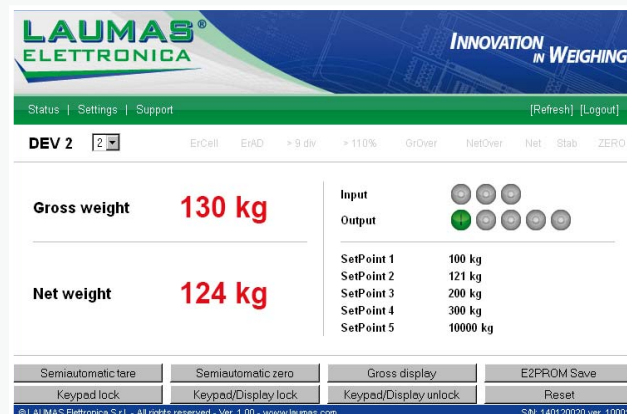 LAUMAS®
ELETTRONICA
INNOVATION
IN WEIGHING
Status | Settings | Support [Refresh] [Logout]
DEV 2 2 ErCell ErAD > 9 div > 110% GrOver NetOver Net Stab ZERO
Gross weight 130 kg
Input
Output
Net weight 124 kg
SetPoint 1 100 kg
SetPoint 2 121 kg
SetPoint 3 200 kg
SetPoint 4 300 kg
SetPoint 5 10000 kg
Semiautomatic tare Semiautomatic zero Gross display E2PROM Save
Keypad lock Keypad/Display lock Keypad/Display unlock Reset
© LAUMAS Elettronica S.r.l. - All rights reserved - Ver. 1.00 - www.laumas.com S/N: 140120020 ver. 1000